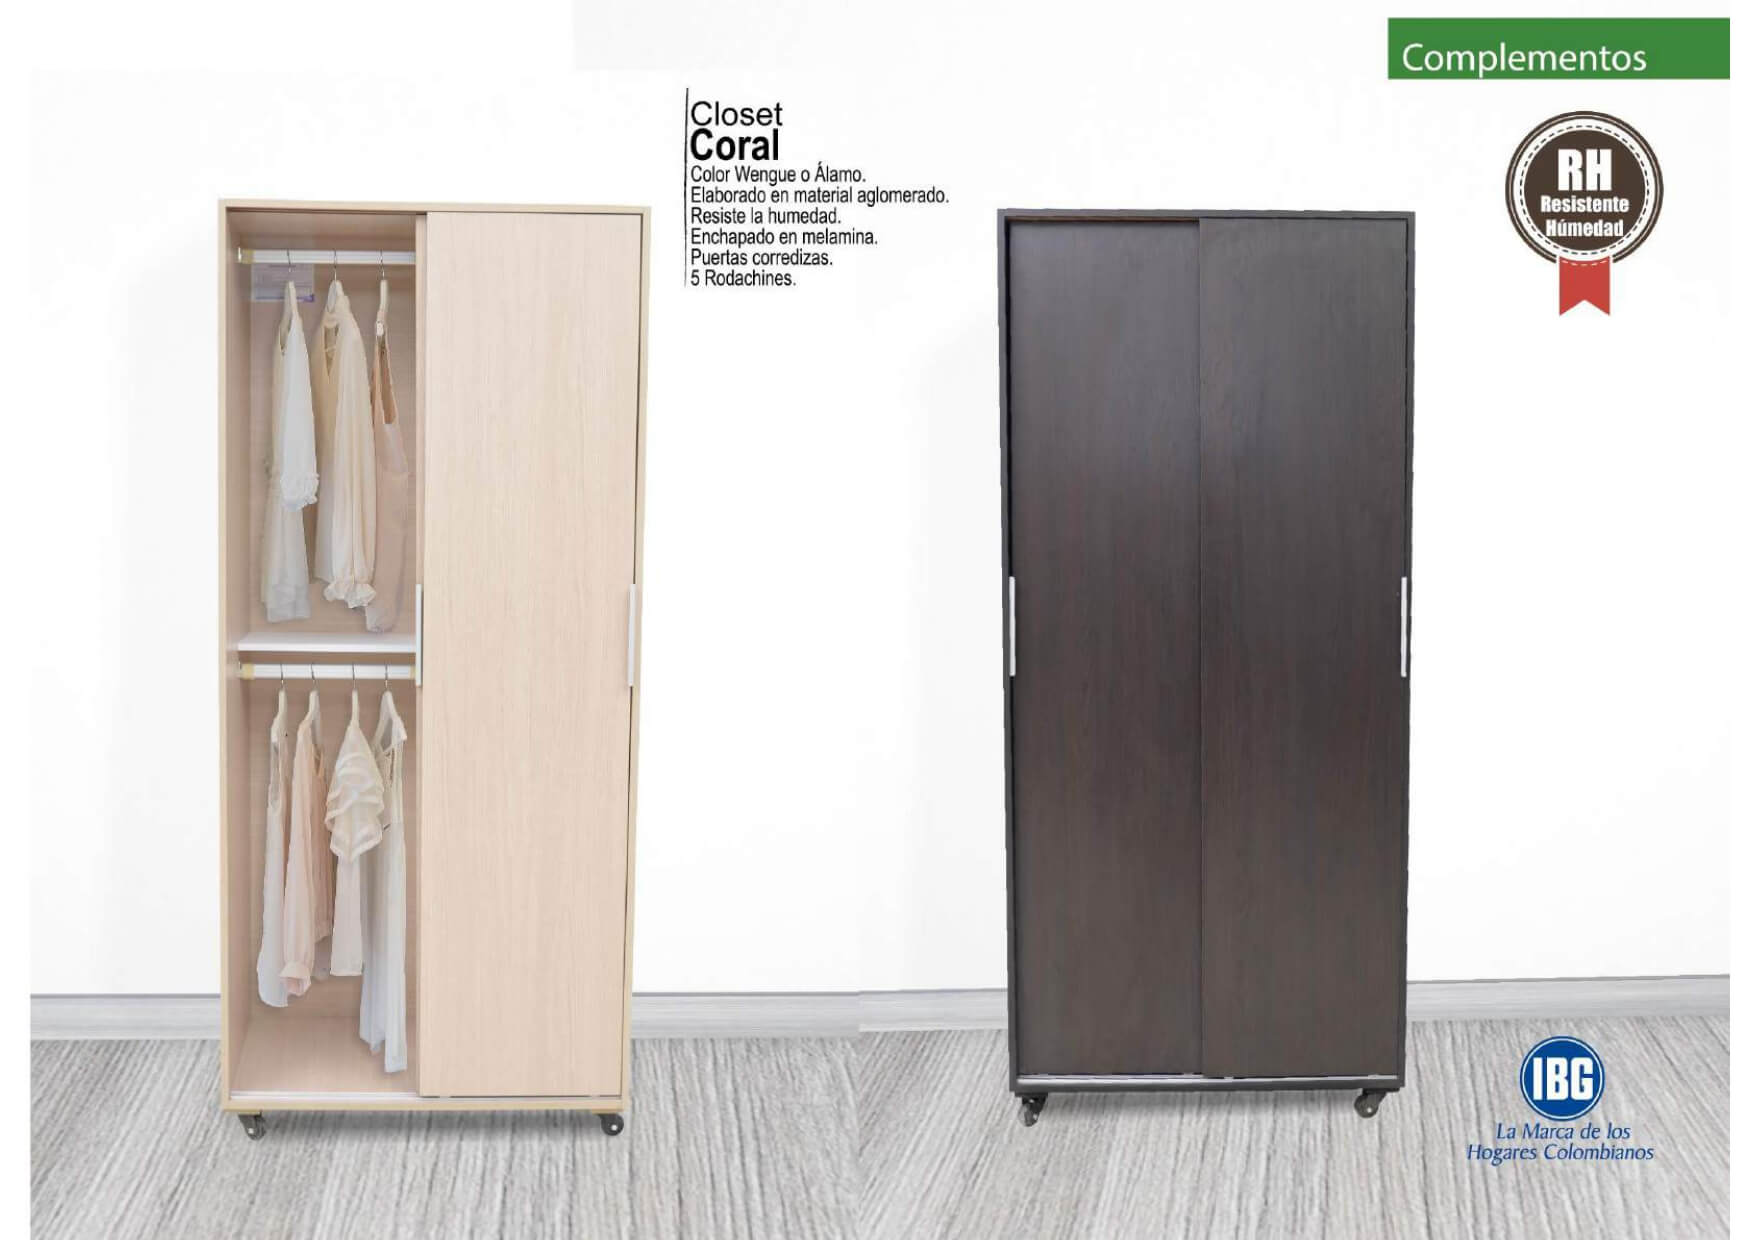 Complementos
Closet
Coral
Color Wengue o Álamo.
Elaborado en material aglomerado.
Resiste la humedad.
Enchapado en melamina.
Puertas corredizas.
5 Rodachines.
RH
Resistente
Húmedad
IBG
La Marca de los
Hogares Colombianos